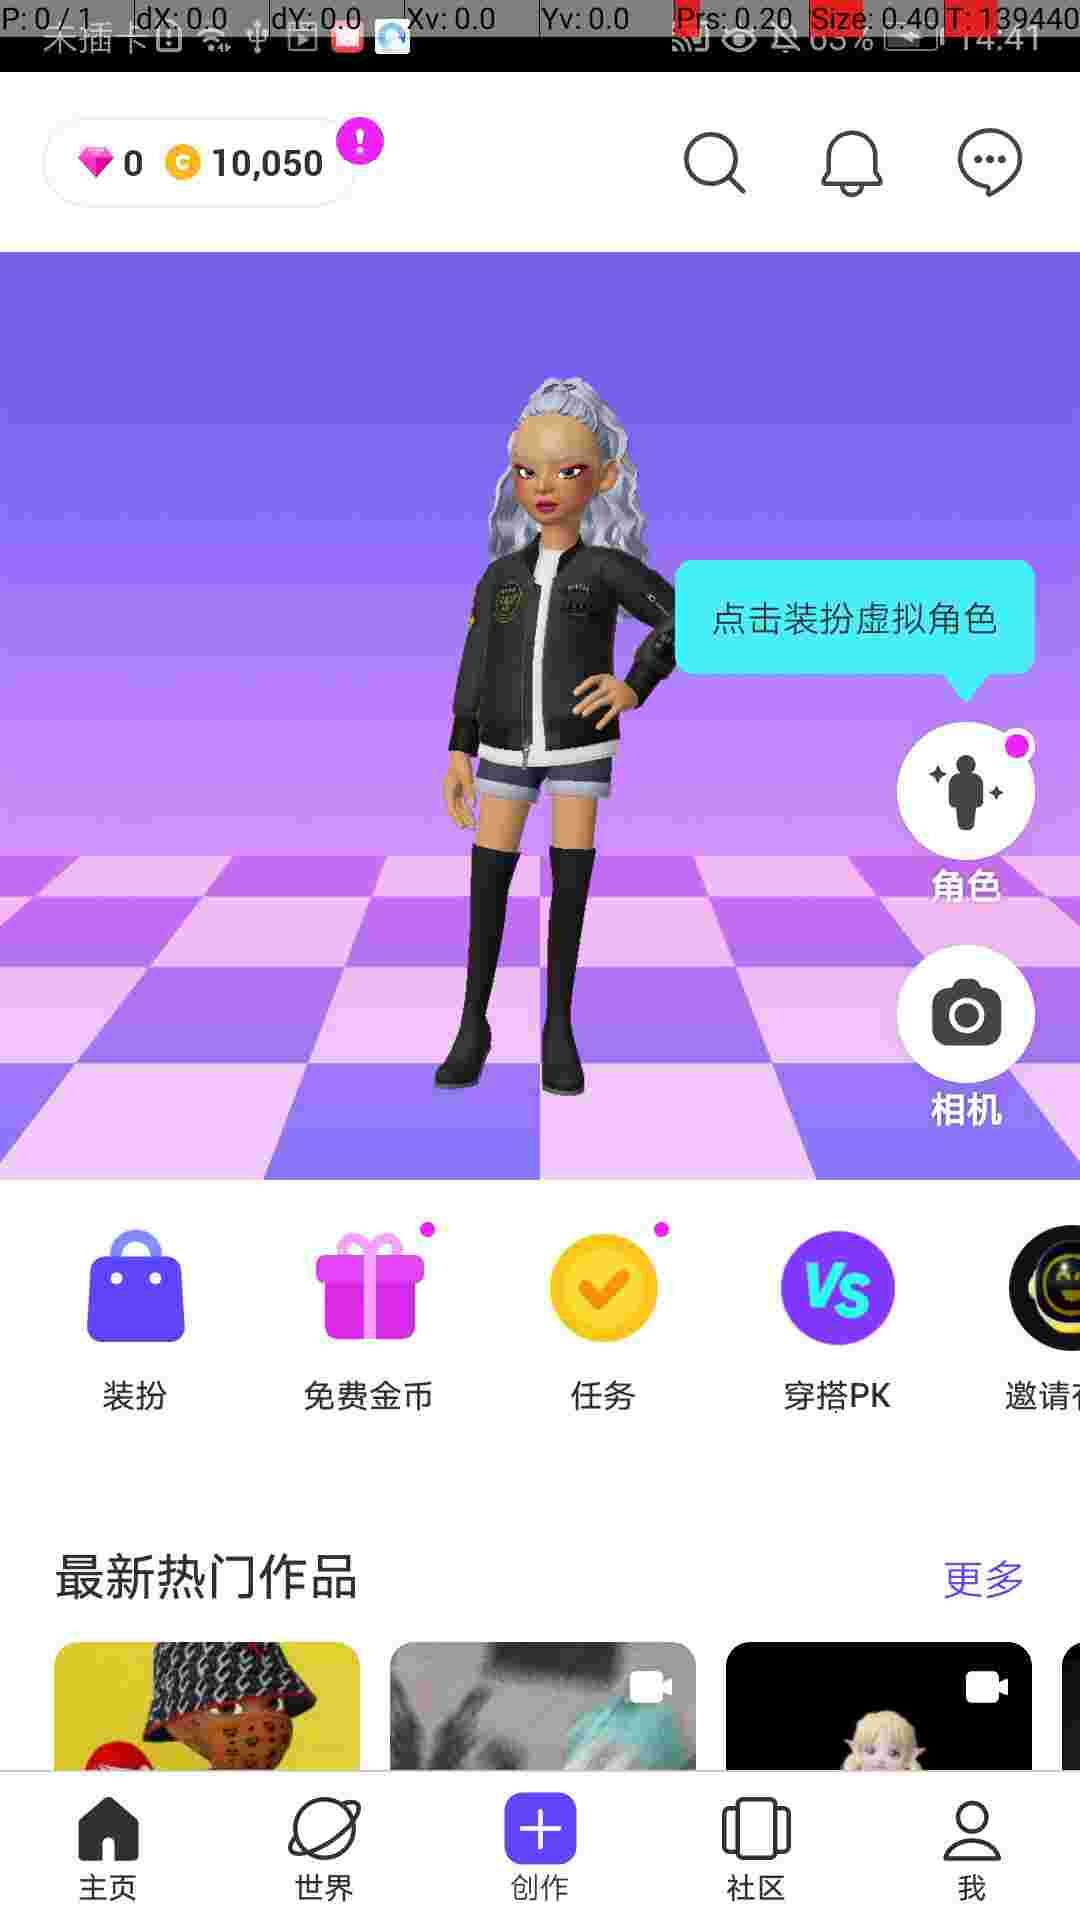 P: 0 / 1 dX: 0.0 dY: 0.0 Xv: 0.0 Yv: 0.0 Prs: 0.20 Size: 0.40 T: 139440
未插卡 63% 14:41
0 C 10,050 !
点击装扮虚拟角色
角色
相机
VS
装扮 免费金币 任务 穿搭PK 邀请
最新热门作品 更多
主页 世界 创作 社区 我